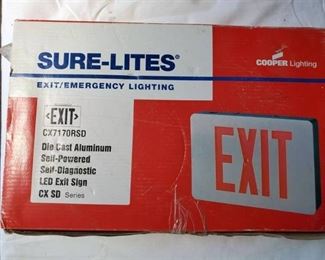 SURE-LITES®
COOPER Lighting
EXIT/EMERGENCY LIGHTING
EXIT
CX7170RSD
Die Cast Aluminum
Self-Powered
Self-Diagnostic
LED Exit Sign
CX SD Series
EXIT